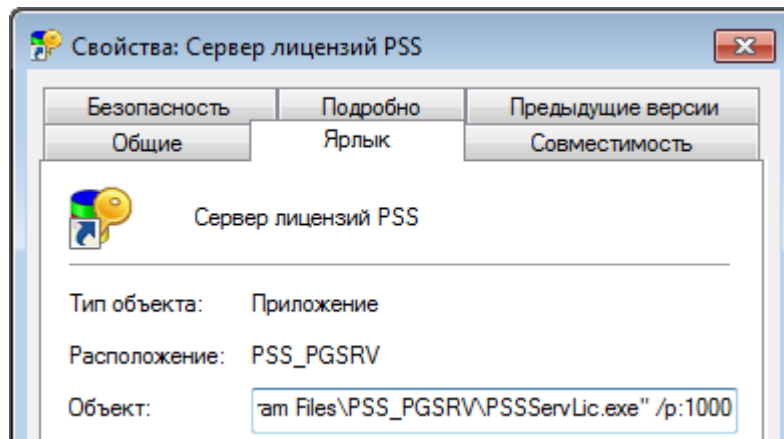 Свойства: Сервер лицензий PSS
Безопасность Подробно Предыдущие версии
Общие Ярлык Совместимость
Сервер лицензий PSS
Тип объекта: Приложение
Расположение: PSS_PGSRV
Объект: ram Files\PSS_PGSRV\PSSServLic.exe" /p:1000